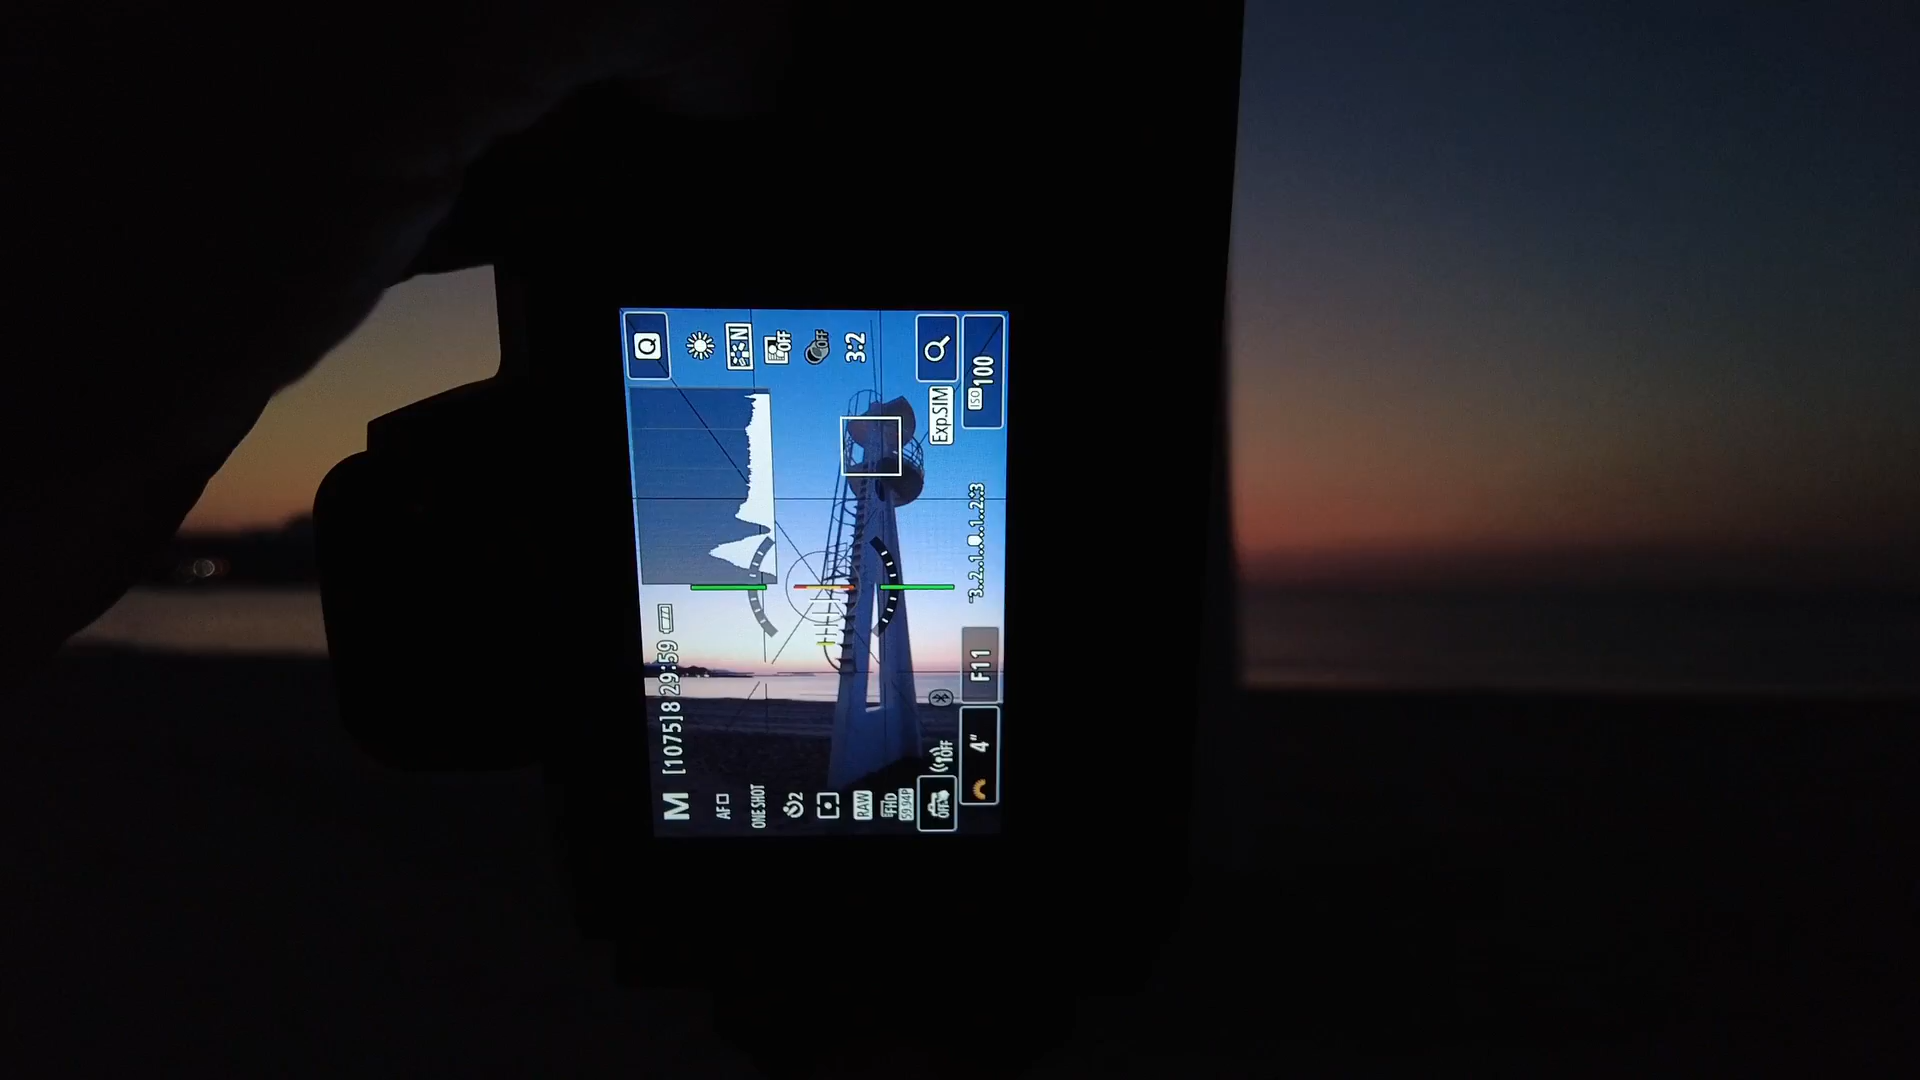 M [1075]8 29:59
Q
AF
ONE SHOT
N
2
OFF
OFF
RAW
3:2
FHD
59.94P
OFF
OFF
Exp.SIM
4" F11 -3..2..1..0..1..2..+3 ISO 100